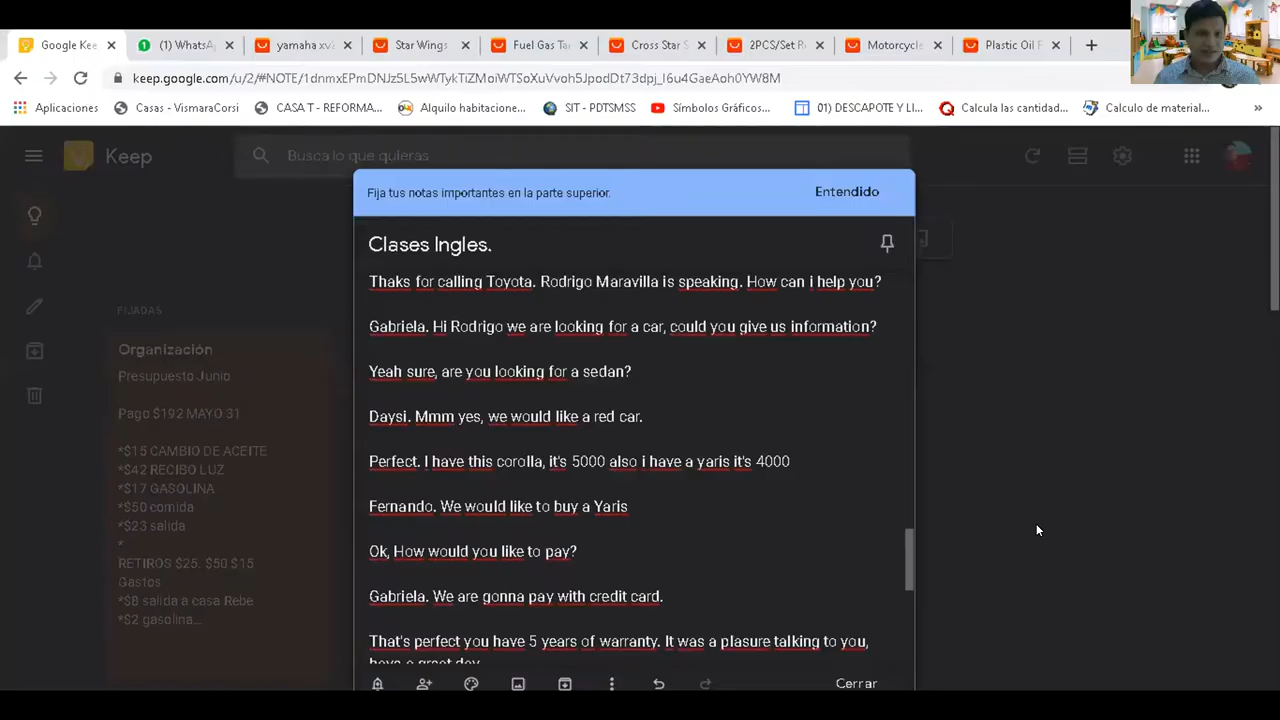 Google Kee
(1) WhatsA
yamaha xv2
Star Wings
Fuel Gas Ta
Cross Star S
2PCS/Set R
Motorcycle
Plastic Oil F
keep.google.com/u/2/#NOTE/1dnmxEPmDNJz5L5wWTykTiZMoiWTSoXuVvoh5JpodDt73dpj_I6u4GaeAoh0YW8M
Aplicaciones
Casas - VismaraCorsi
CASA T - REFORMA...
Alquilo habitacione...
SIT - PDTSMSS
Símbolos Gráficos...
01) DESCAPOTE Y LI...
Calcula las cantidad...
Calculo de material...
Keep
Busca lo que quieras
Fija tus notas importantes en la parte superior.
Entendido
Clases Ingles.
Thaks for calling Toyota. Rodrigo Maravilla is speaking. How can i help you?
Gabriela. Hi Rodrigo we are looking for a car, could you give us information?
Yeah sure, are you looking for a sedan?
Daysi. Mmm yes, we would like a red car.
Perfect. I have this corolla, it's 5000 also i have a yaris it's 4000
Fernando. We would like to buy a Yaris
Ok, How would you like to pay?
Gabriela. We are gonna pay with credit card.
That's perfect you have 5 years of warranty. It was a plasure talking to you,
have a great day
Cerrar
FIJADAS
Organización
Presupuesto Junio
Pago $192 MAYO 31
*$15 CAMBIO DE ACEITE
*$42 RECIBO LUZ
*$17 GASOLINA
*$50 comida
*$23 salida
*
RETIROS $25. $50 $15
Gastos
*$8 salida a casa Rebe
*$2 gasolina...